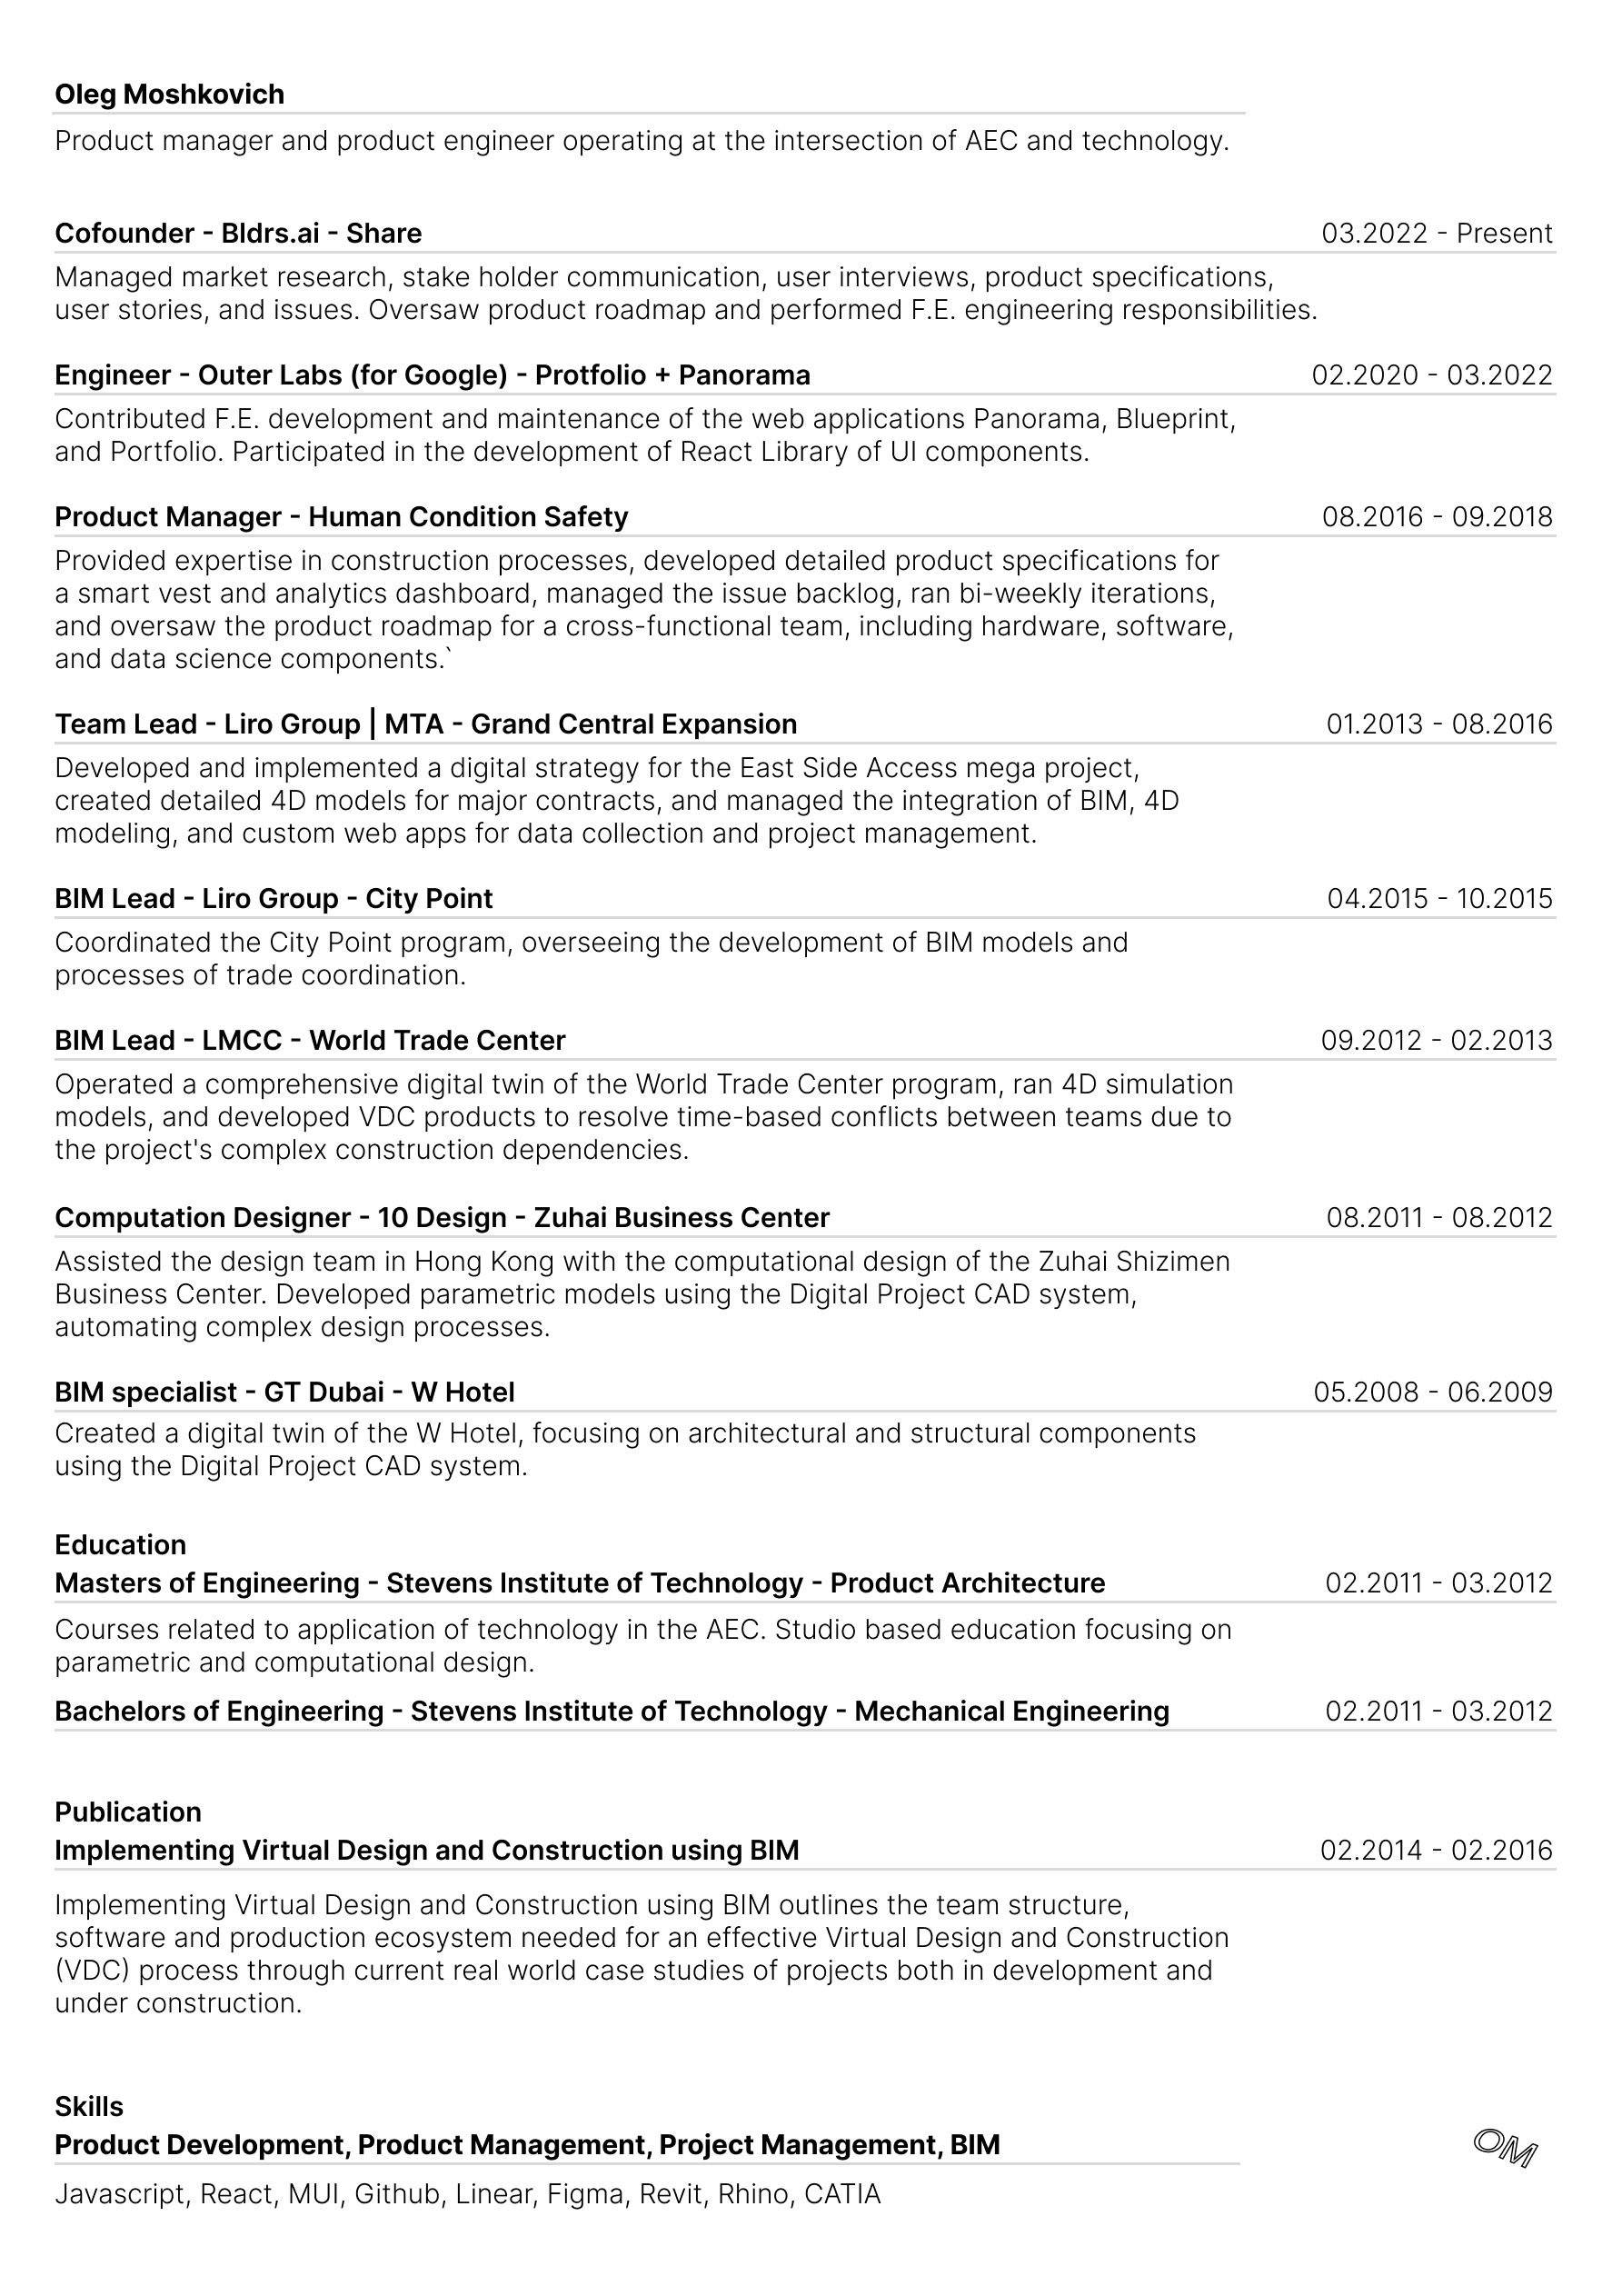 Oleg Moshkovich
Product manager and product engineer operating at the intersection of AEC and technology.
Cofounder - Bldrs.ai - Share 03.2022 - Present
Managed market research, stake holder communication, user interviews, product specifications,
user stories, and issues. Oversaw product roadmap and performed F.E. engineering responsibilities.
Engineer - Outer Labs (for Google) - Protfolio + Panorama 02.2020 - 03.2022
Contributed F.E. development and maintenance of the web applications Panorama, Blueprint,
and Portfolio. Participated in the development of React Library of UI components.
Product Manager - Human Condition Safety 08.2016 - 09.2018
Provided expertise in construction processes, developed detailed product specifications for
a smart vest and analytics dashboard, managed the issue backlog, ran bi-weekly iterations,
and oversaw the product roadmap for a cross-functional team, including hardware, software,
and data science components.`
Team Lead - Liro Group | MTA - Grand Central Expansion 01.2013 - 08.2016
Developed and implemented a digital strategy for the East Side Access mega project,
created detailed 4D models for major contracts, and managed the integration of BIM, 4D
modeling, and custom web apps for data collection and project management.
BIM Lead - Liro Group - City Point 04.2015 - 10.2015
Coordinated the City Point program, overseeing the development of BIM models and
processes of trade coordination.
BIM Lead - LMCC - World Trade Center 09.2012 - 02.2013
Operated a comprehensive digital twin of the World Trade Center program, ran 4D simulation
models, and developed VDC products to resolve time-based conflicts between teams due to
the project's complex construction dependencies.
Computation Designer - 10 Design - Zuhai Business Center 08.2011 - 08.2012
Assisted the design team in Hong Kong with the computational design of the Zuhai Shizimen
Business Center. Developed parametric models using the Digital Project CAD system,
automating complex design processes.
BIM specialist - GT Dubai - W Hotel 05.2008 - 06.2009
Created a digital twin of the W Hotel, focusing on architectural and structural components
using the Digital Project CAD system.
Education
Masters of Engineering - Stevens Institute of Technology - Product Architecture 02.2011 - 03.2012
Courses related to application of technology in the AEC. Studio based education focusing on
parametric and computational design.
Bachelors of Engineering - Stevens Institute of Technology - Mechanical Engineering 02.2011 - 03.2012
Publication
Implementing Virtual Design and Construction using BIM 02.2014 - 02.2016
Implementing Virtual Design and Construction using BIM outlines the team structure,
software and production ecosystem needed for an effective Virtual Design and Construction
(VDC) process through current real world case studies of projects both in development and
under construction.
Skills
Product Development, Product Management, Project Management, BIM
OM
Javascript, React, MUI, Github, Linear, Figma, Revit, Rhino, CATIA